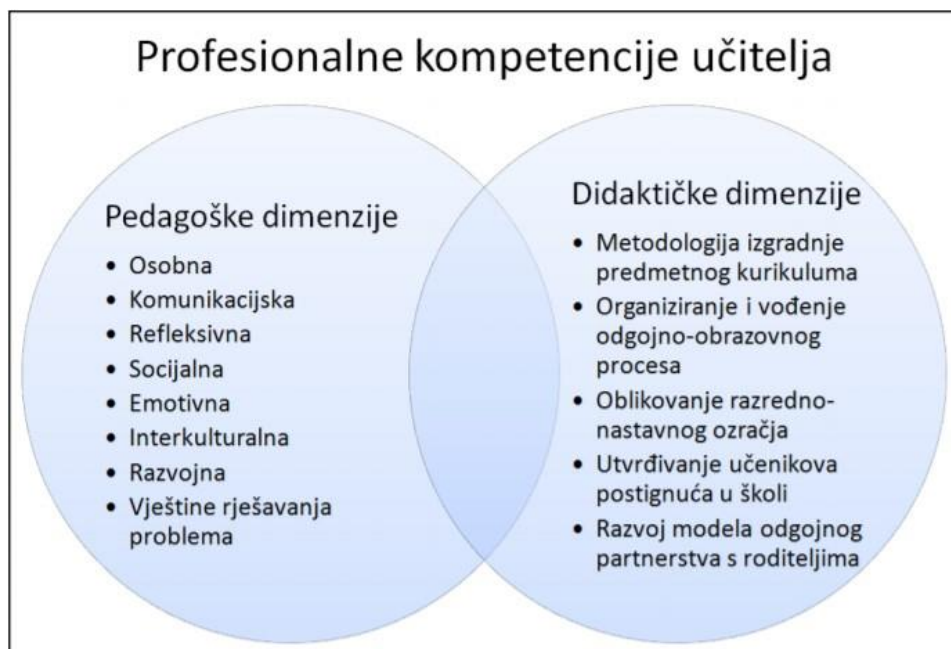 Profesionalne kompetencije učitelja
Pedagoške dimenzije
• Osobna
• Komunikacijska
• Refleksivna
• Socijalna
• Emotivna
• Interkulturalna
• Razvojna
• Vještine rješavanja
problema
Didaktičke dimenzije
• Metodologija izgradnje
predmetnog kurikuluma
• Organiziranje i vođenje
odgojno-obrazovnog
procesa
• Oblikovanje razredno-
nastavnog ozračja
• Utvrđivanje učenikova
postignuća u školi
• Razvoj modela odgojnog
partnerstva s roditeljima